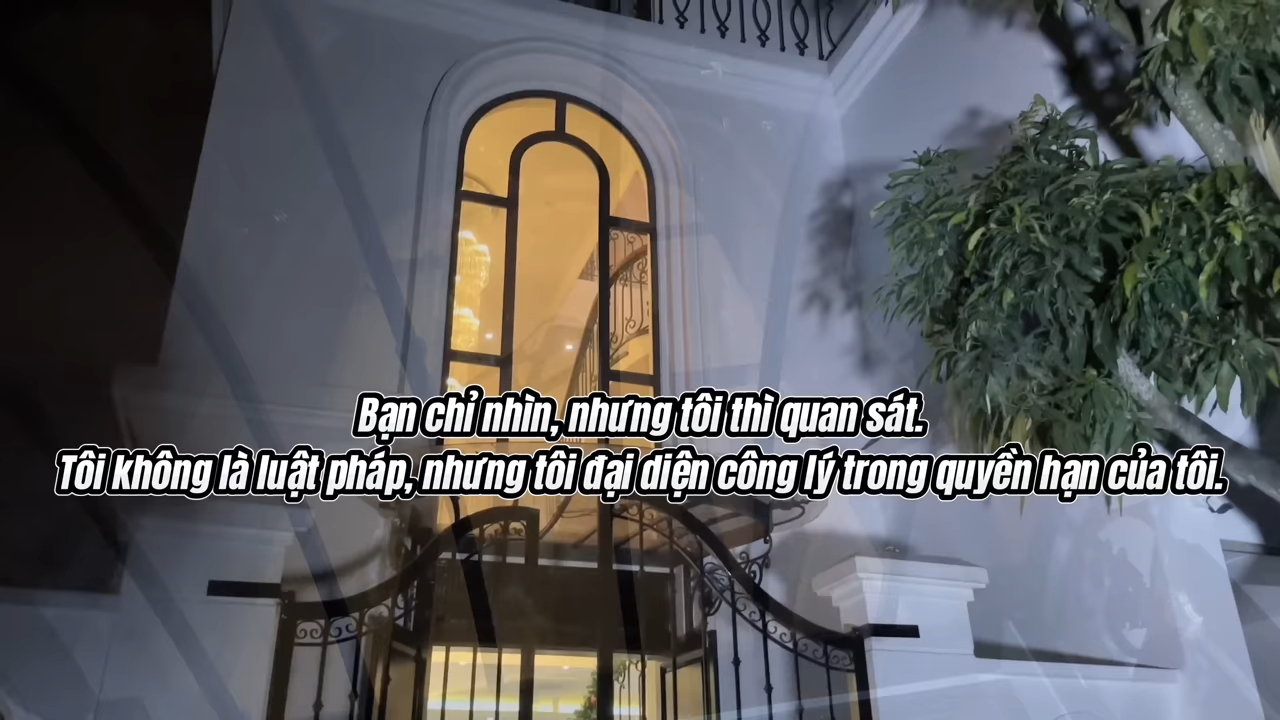 Bạn chỉ nhìn, nhưng tôi thì quan sát.
Tôi không là luật pháp, nhưng tôi đại diện công lý trong quyền hạn của tôi.